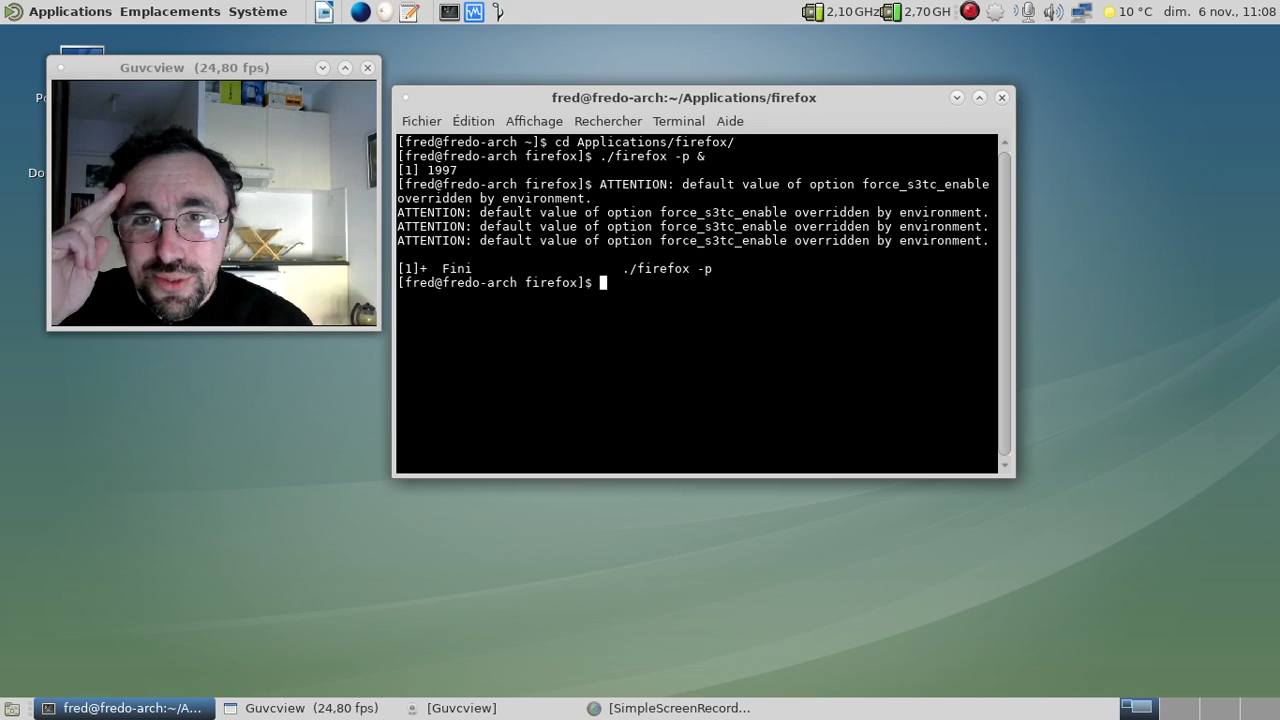 Applications Emplacements Système
2,10 GHz
2,70 GH
10 °C
dim. 6 nov., 11:08
Guvcview (24,80 fps)
fred@fredo-arch:~/Applications/firefox
Fichier Édition Affichage Rechercher Terminal Aide
[fred@fredo-arch ~]$ cd Applications/firefox/
[fred@fredo-arch firefox]$ ./firefox -p &
[1] 1997
[fred@fredo-arch firefox]$ ATTENTION: default value of option force_s3tc_enable
overridden by environment.
ATTENTION: default value of option force_s3tc_enable overridden by environment.
ATTENTION: default value of option force_s3tc_enable overridden by environment.
ATTENTION: default value of option force_s3tc_enable overridden by environment.
[1]+  Fini                    ./firefox -p
[fred@fredo-arch firefox]$
Po
Do
fred@fredo-arch:~/A...
Guvcview (24,80 fps)
[Guvcview]
[SimpleScreenRecord...